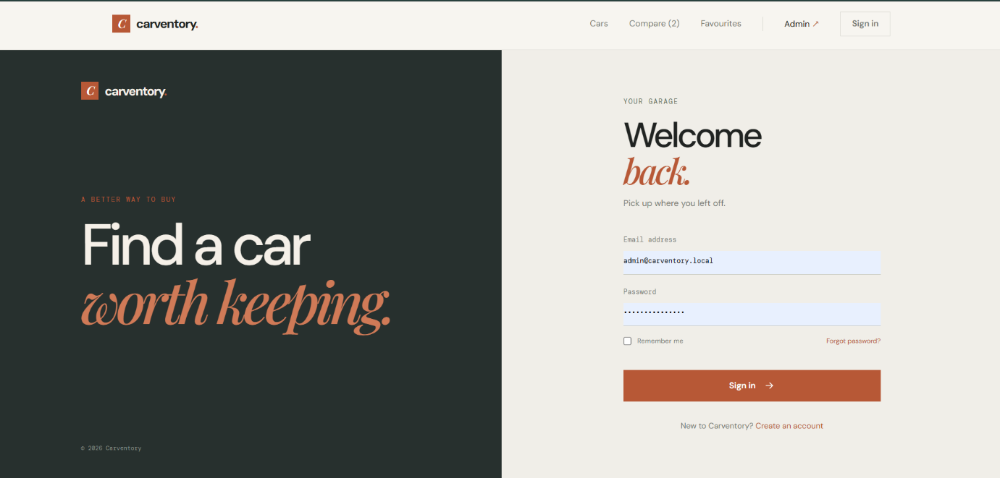 C carventory.
Cars Compare (2) Favourites Admin ↗ Sign in
C carventory.
A BETTER WAY TO BUY
Find a car
worth keeping.
© 2026 Carventory
YOUR GARAGE
Welcome
back.
Pick up where you left off.
Email address
admin@carventory.local
Password
•••••••••••••••
Remember me Forgot password?
Sign in →
New to Carventory? Create an account